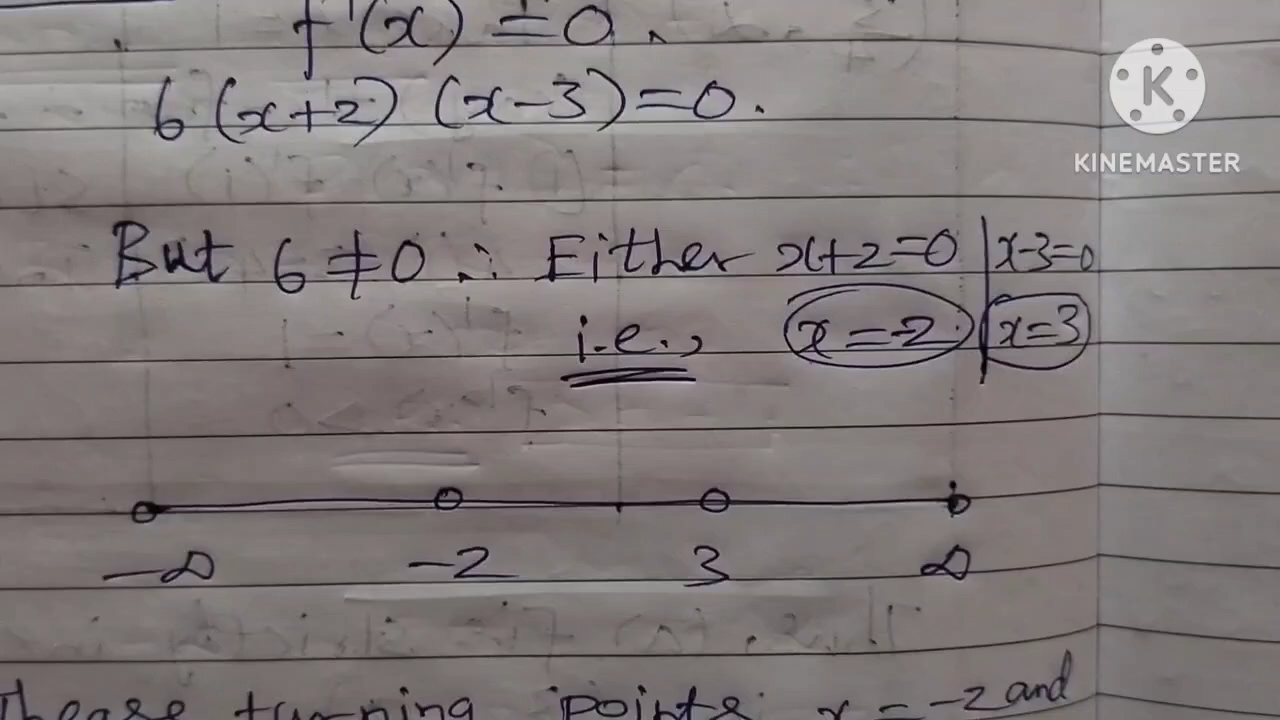 f'(x) = 0.
6 (x+2) (x-3) = 0.
K
KINEMASTER
But 6 ≠ 0 ∴ Either x+2=0 | x-3=0
i.e., x = -2 | x=3
-∞ -2 3 ∞
These turning points x = -2 and